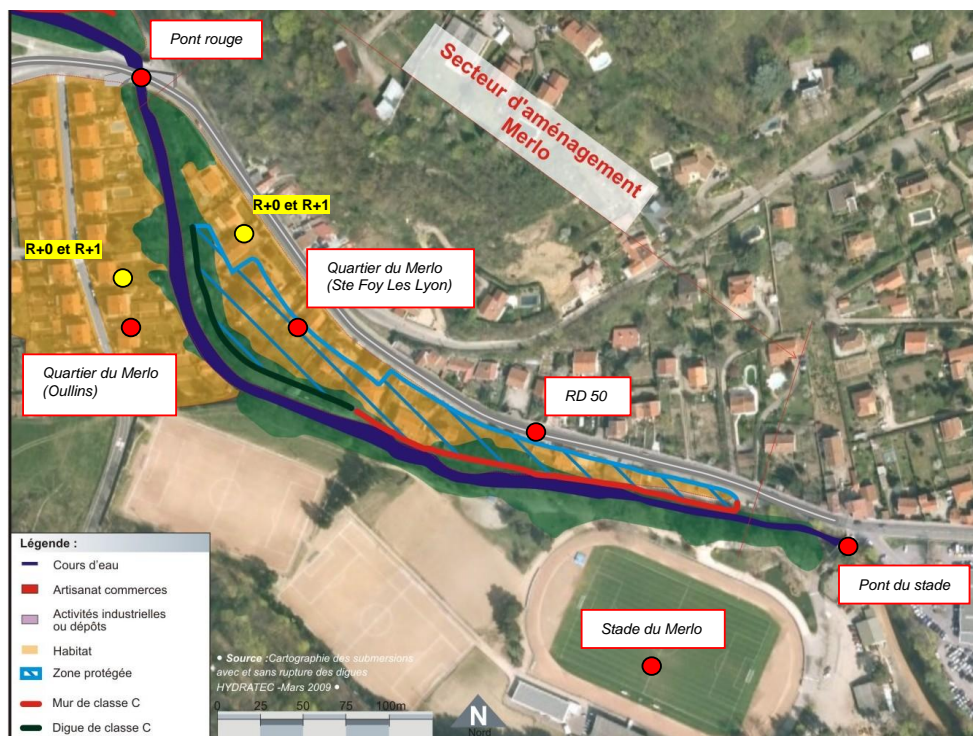 Pont rouge
Secteur d'aménagement
Merlo
R+0 et R+1
R+0 et R+1
Quartier du Merlo
(Ste Foy Les Lyon)
Quartier du Merlo
(Oullins)
RD 50
Pont du stade
Stade du Merlo
Légende :
Cours d'eau
Artisanat commerces
Activités industrielles
ou dépôts
Habitat
Zone protégée
Mur de classe C
Digue de classe C
• Source :Cartographie des submersions
avec et sans rupture des digues
HYDRATEC -Mars 2009 •
0 25 50 75 100m
N
Nord